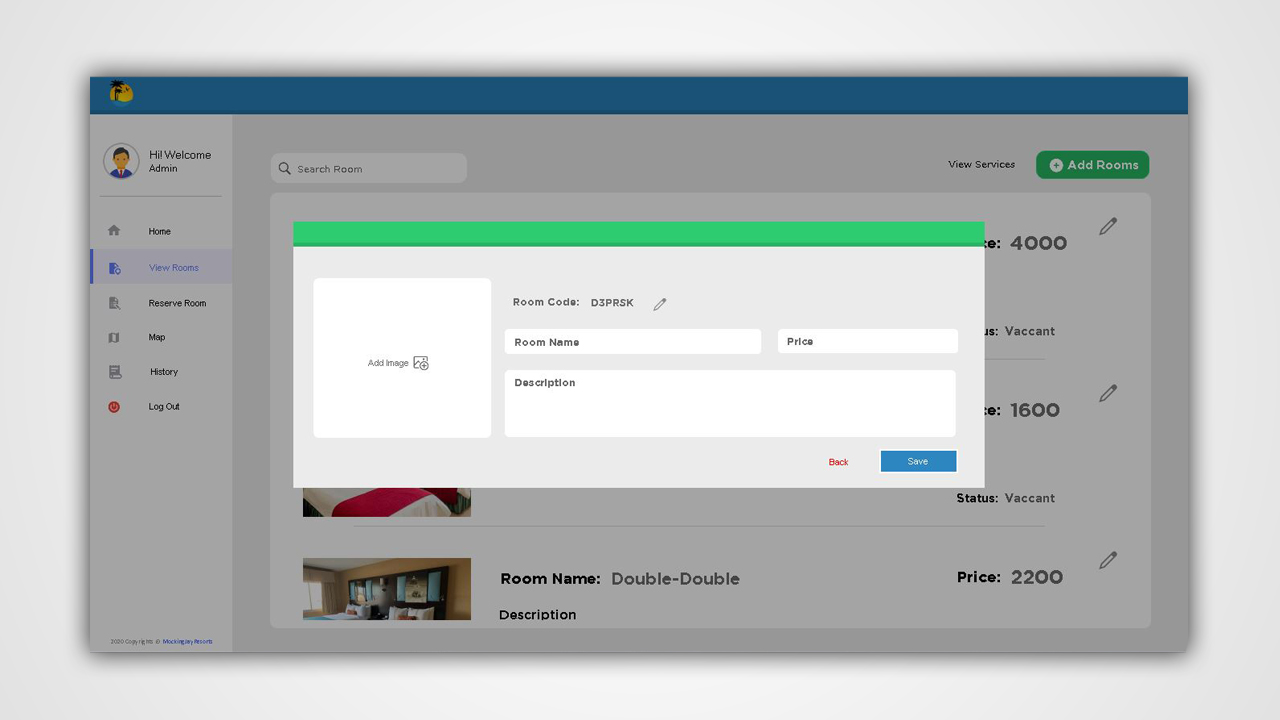 Hi! Welcome
Admin
Home
View Rooms
Reserve Room
Map
History
Log Out
2020 Copyrights © MockingJay Resorts
Search Room
View Services
Add Rooms
ce: 4000
us: Vaccant
ce: 1600
Status: Vaccant
Room Name: Double-Double
Price: 2200
Description
Add Image
Room Code: D3PRSK
Room Name
Price
Description
Back
Save